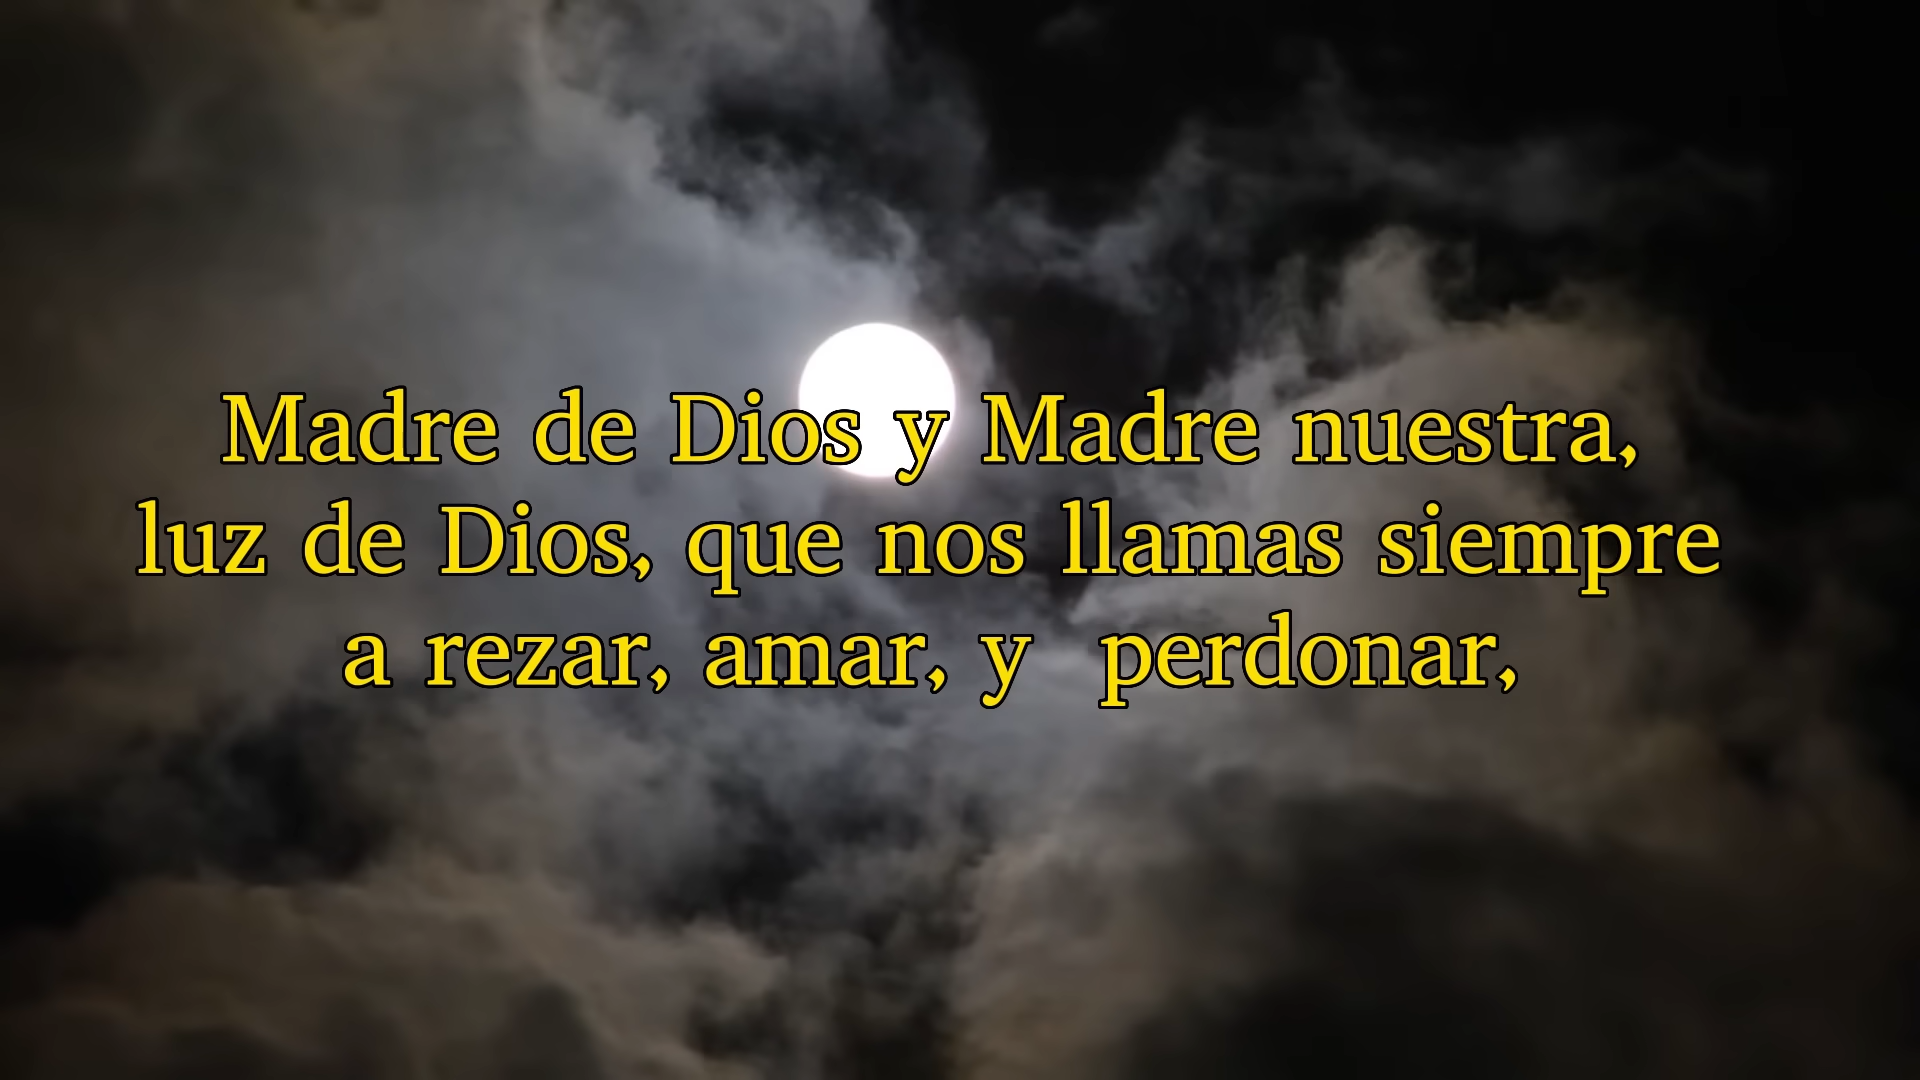 Madre de Dios y Madre nuestra,
luz de Dios, que nos llamas siempre
a rezar, amar, y  perdonar,